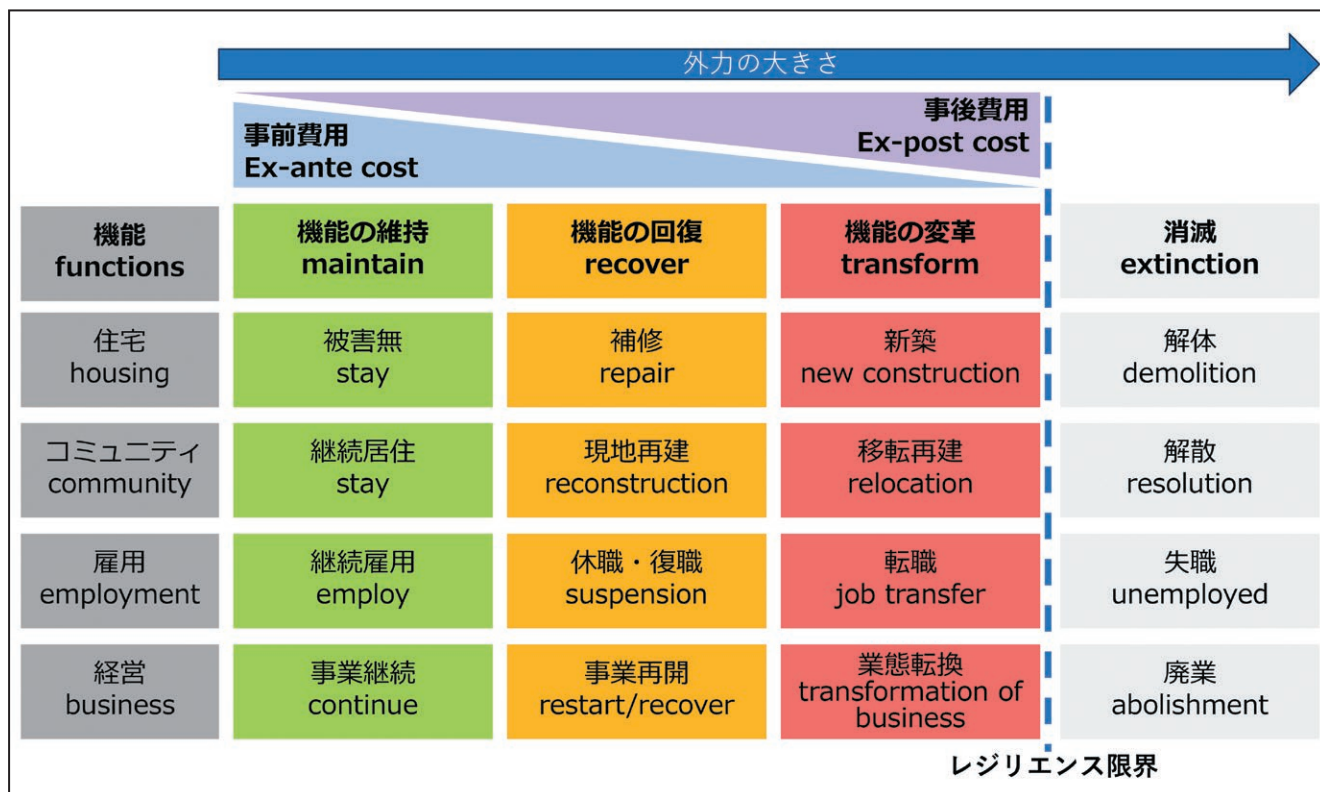 外力の大きさ
事前費用
Ex-ante cost
事後費用
Ex-post cost
機能
functions
機能の維持
maintain
機能の回復
recover
機能の変革
transform
消滅
extinction
住宅
housing
被害無
stay
補修
repair
新築
new construction
解体
demolition
コミュニティ
community
継続居住
stay
現地再建
reconstruction
移転再建
relocation
解散
resolution
雇用
employment
継続雇用
employ
休職・復職
suspension
転職
job transfer
失職
unemployed
経営
business
事業継続
continue
事業再開
restart/recover
業態転換
transformation of
business
廃業
abolishment
レジリエンス限界